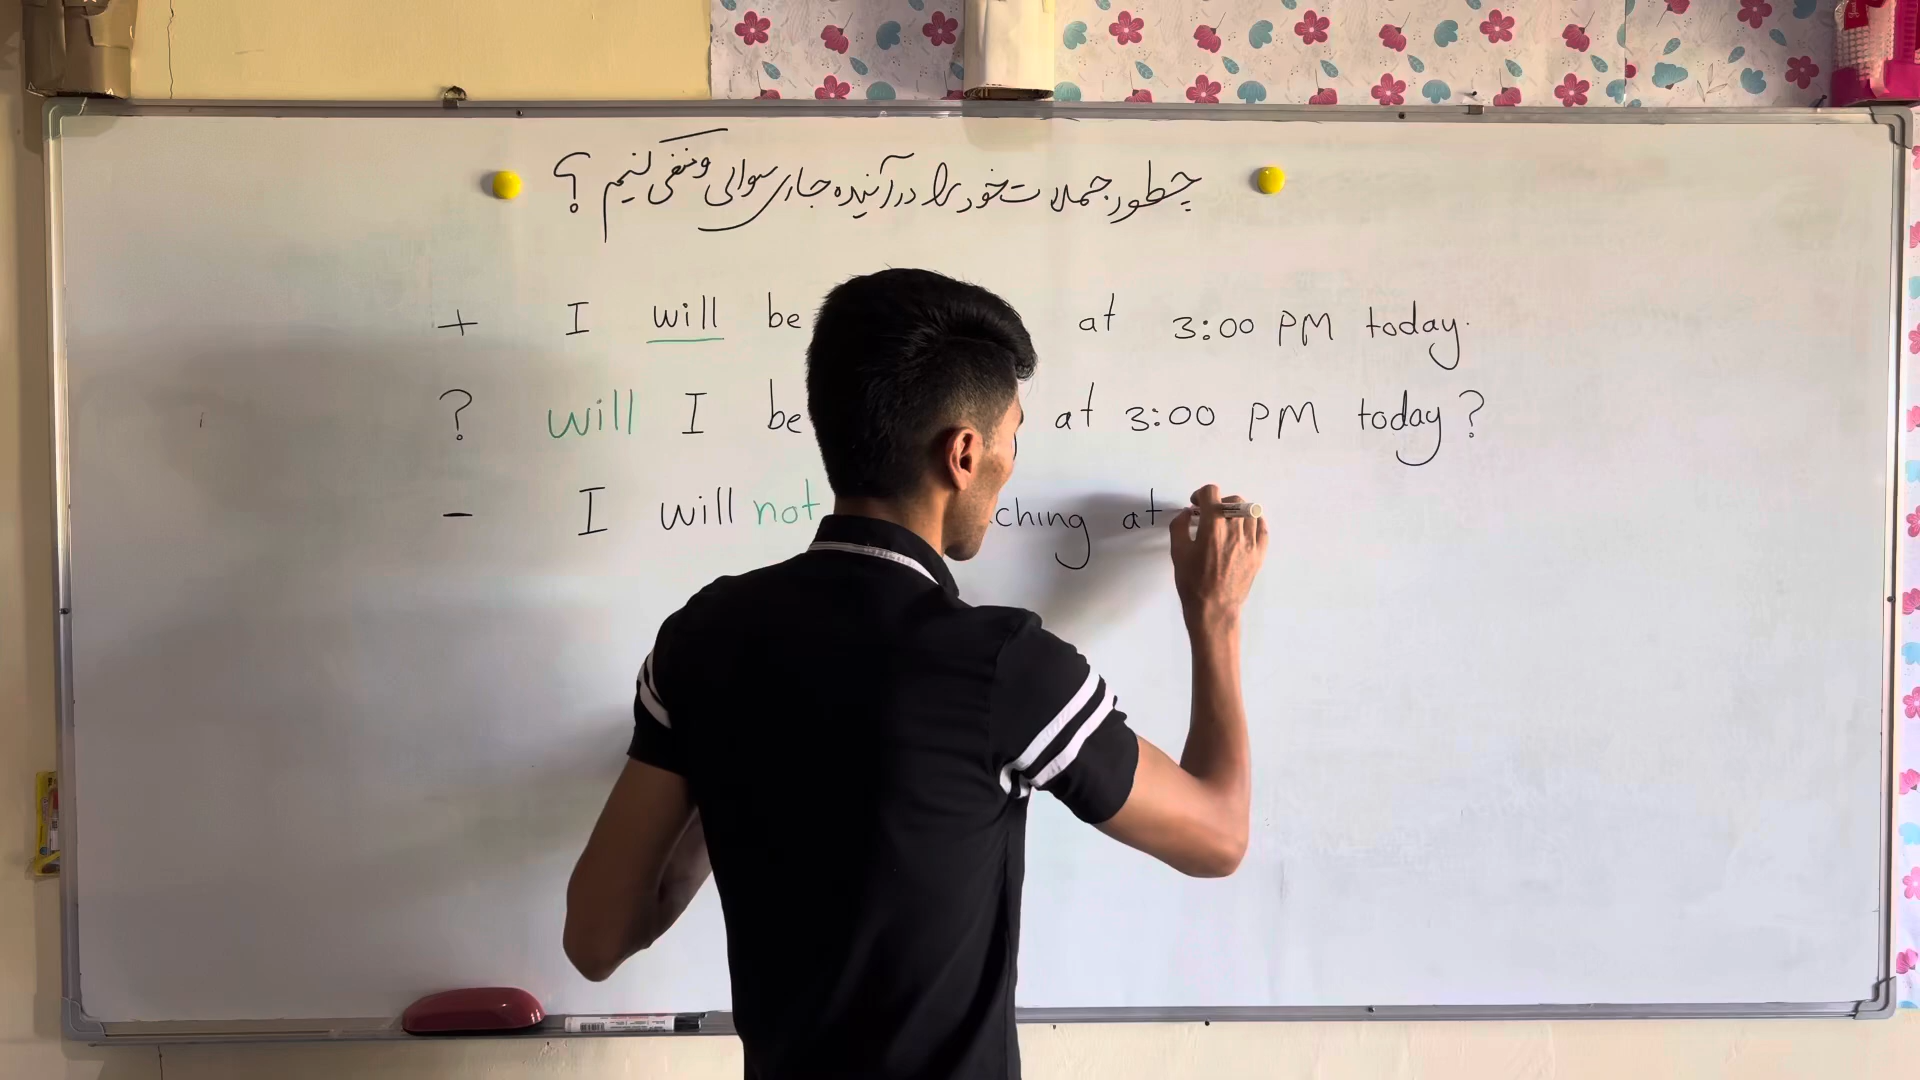 چطور جملات خود را در آینده جاری سوالی و منفی کنیم ؟
+ I will be at 3:00 PM today.
? will I be at 3:00 PM today ?
- I will not ching at